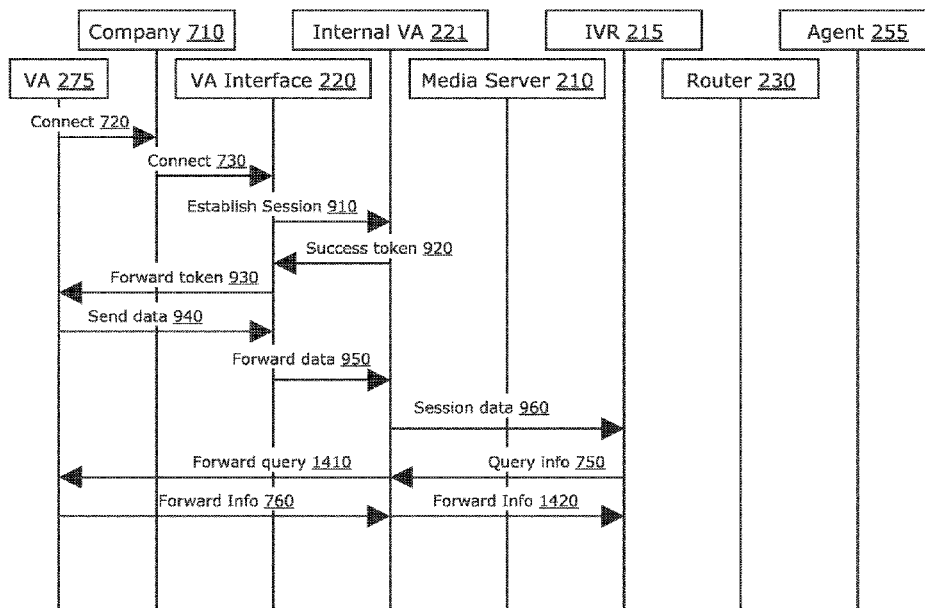 Company 710
Internal VA 221
IVR 215
Agent 255
VA 275
VA Interface 220
Media Server 210
Router 230
Connect 720
Connect 730
Establish Session 910
Success token 920
Forward token 930
Send data 940
Forward data 950
Session data 960
Forward query 1410
Query info 750
Forward Info 760
Forward Info 1420